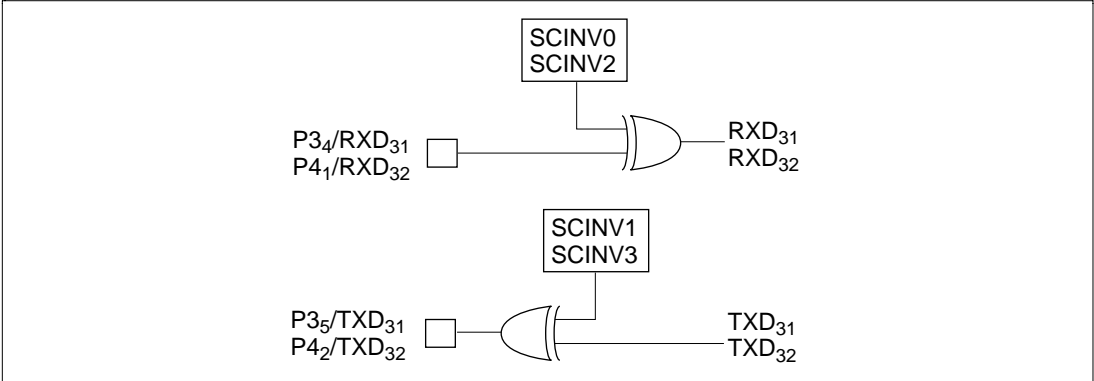 SCINV0
SCINV2
P3₄/RXD₃₁
P4₁/RXD₃₂
RXD₃₁
RXD₃₂
SCINV1
SCINV3
P3₅/TXD₃₁
P4₂/TXD₃₂
TXD₃₁
TXD₃₂